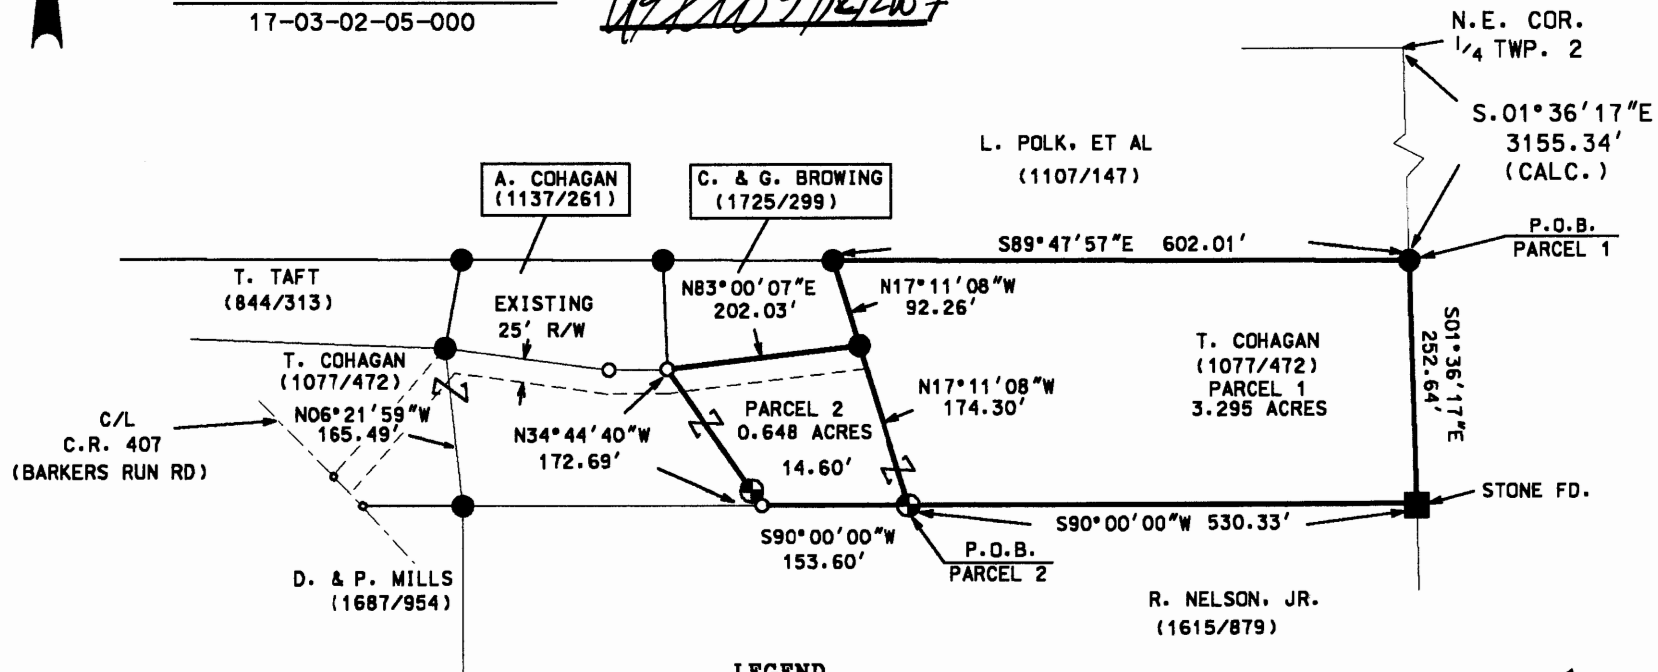 17-03-02-05-000
N.E. COR.
1/4 TWP. 2
S.01°36'17"E
3155.34'
(CALC.)
L. POLK, ET AL
(1107/147)
A. COHAGAN
(1137/261)
C. & G. BROWING
(1725/299)
P.O.B.
PARCEL 1
S89°47'57"E 602.01'
T. TAFT
(844/313)
EXISTING
25' R/W
N83°00'07"E
202.03'
N17°11'08"W
92.26'
S01°36'17"E
252.64'
T. COHAGAN
(1077/472)
PARCEL 1
3.295 ACRES
T. COHAGAN
(1077/472)
N06°21'59"W
165.49'
C/L
C.R. 407
(BARKERS RUN RD)
N34°44'40"W
172.69'
PARCEL 2
0.648 ACRES
14.60'
N17°11'08"W
174.30'
STONE FD.
S90°00'00"W 530.33'
S90°00'00"W
153.60'
P.O.B.
PARCEL 2
D. & P. MILLS
(1687/954)
R. NELSON, JR.
(1615/879)
LEGEND